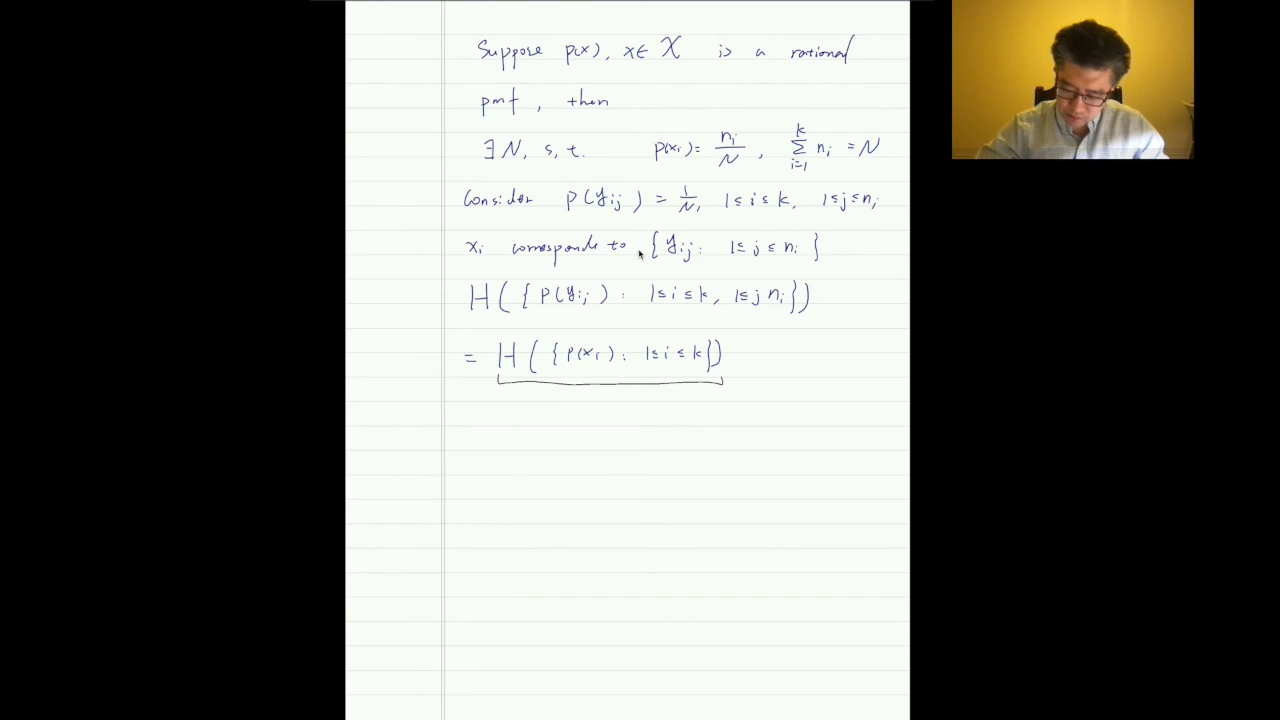 Suppose p(x), x ∈ 𝒳 is a rational
pmf, then
∃ N, s.t. p(xᵢ) = nᵢ/N, Σᵢ₌₁ᵏ nᵢ = N
Consider P(yᵢⱼ) = 1/N, 1 ≤ i ≤ k, 1 ≤ j ≤ nᵢ
xᵢ corresponds to {yᵢⱼ: 1 ≤ j ≤ nᵢ}
H({P(yᵢⱼ): 1 ≤ i ≤ k, 1 ≤ j nᵢ})
= H({P(xᵢ): 1 ≤ i ≤ k})